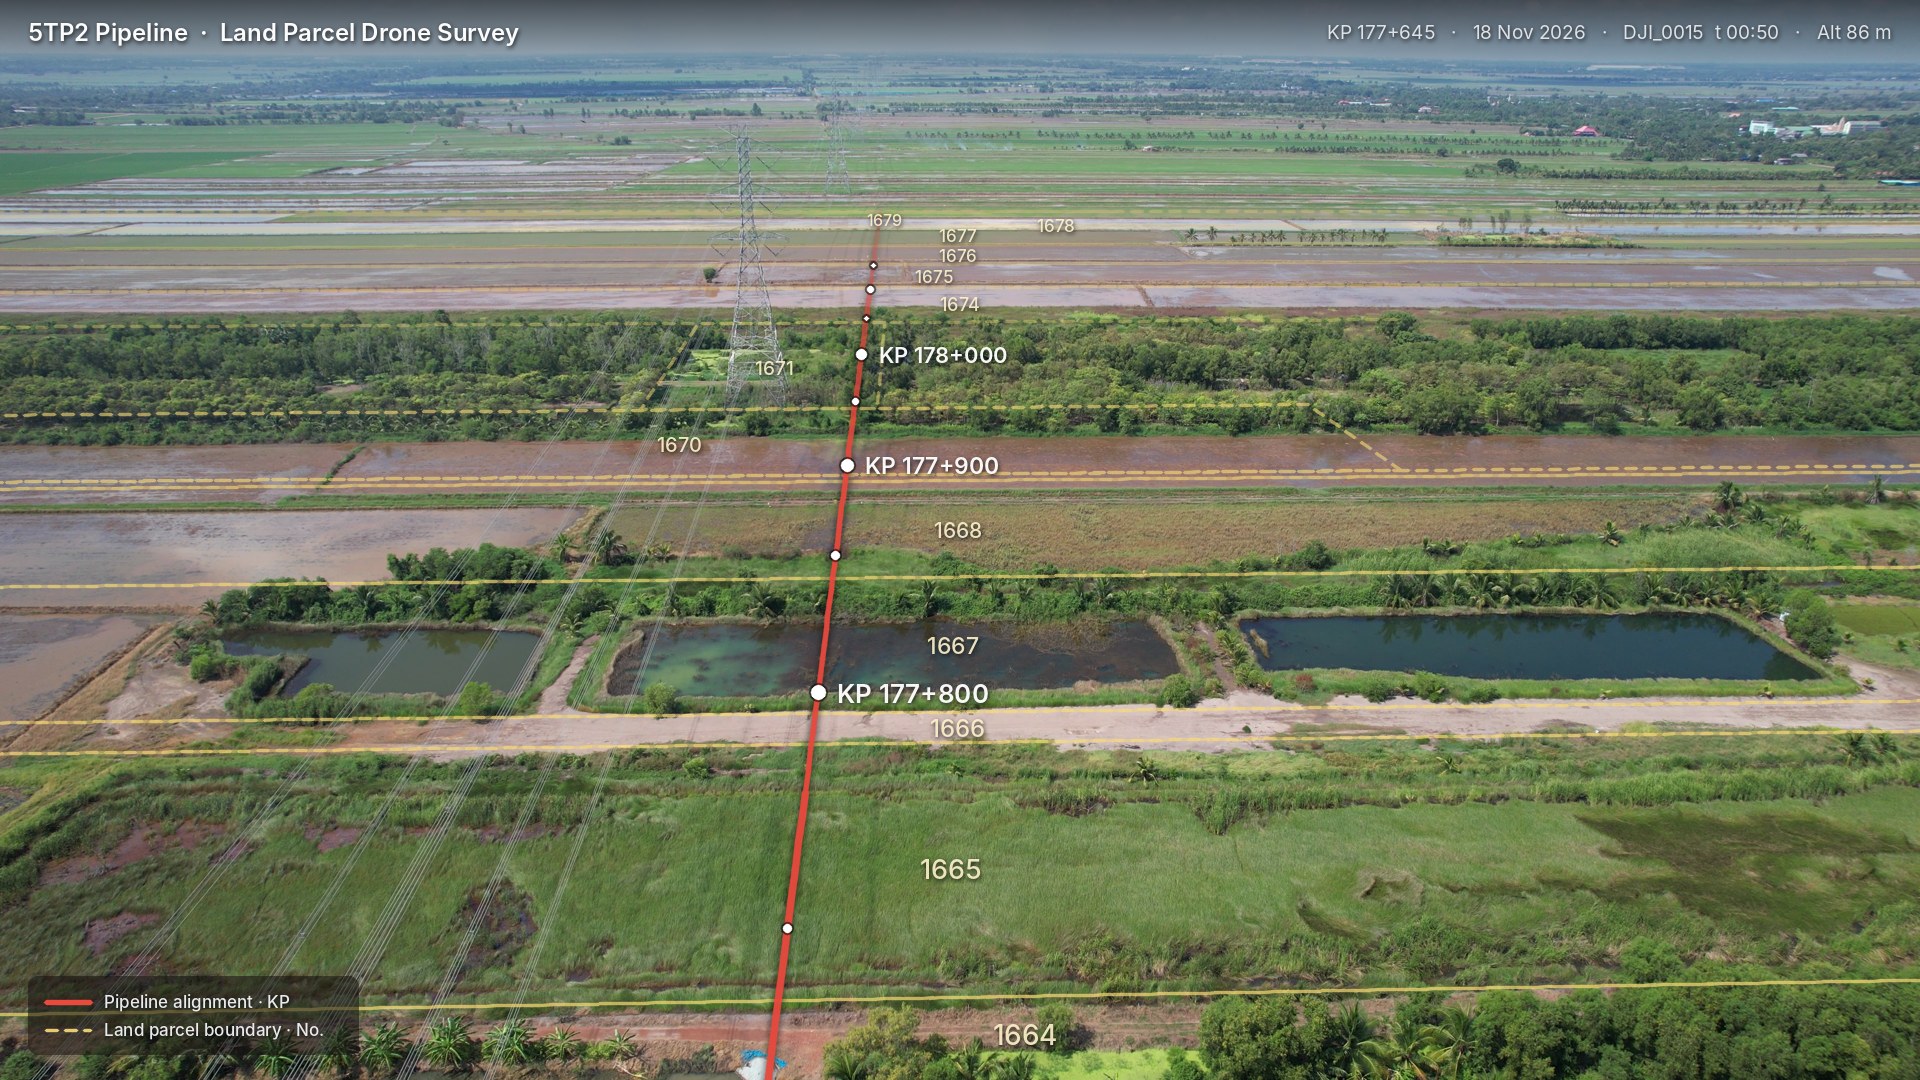 5TP2 Pipeline · Land Parcel Drone Survey
KP 177+645 · 18 Nov 2026 · DJI_0015 t 00:50 · Alt 86 m
1679
1678
1677
1676
1675
1674
KP 178+000
1671
1670
KP 177+900
1668
1667
KP 177+800
1666
1665
1664
Pipeline alignment · KP
Land parcel boundary · No.